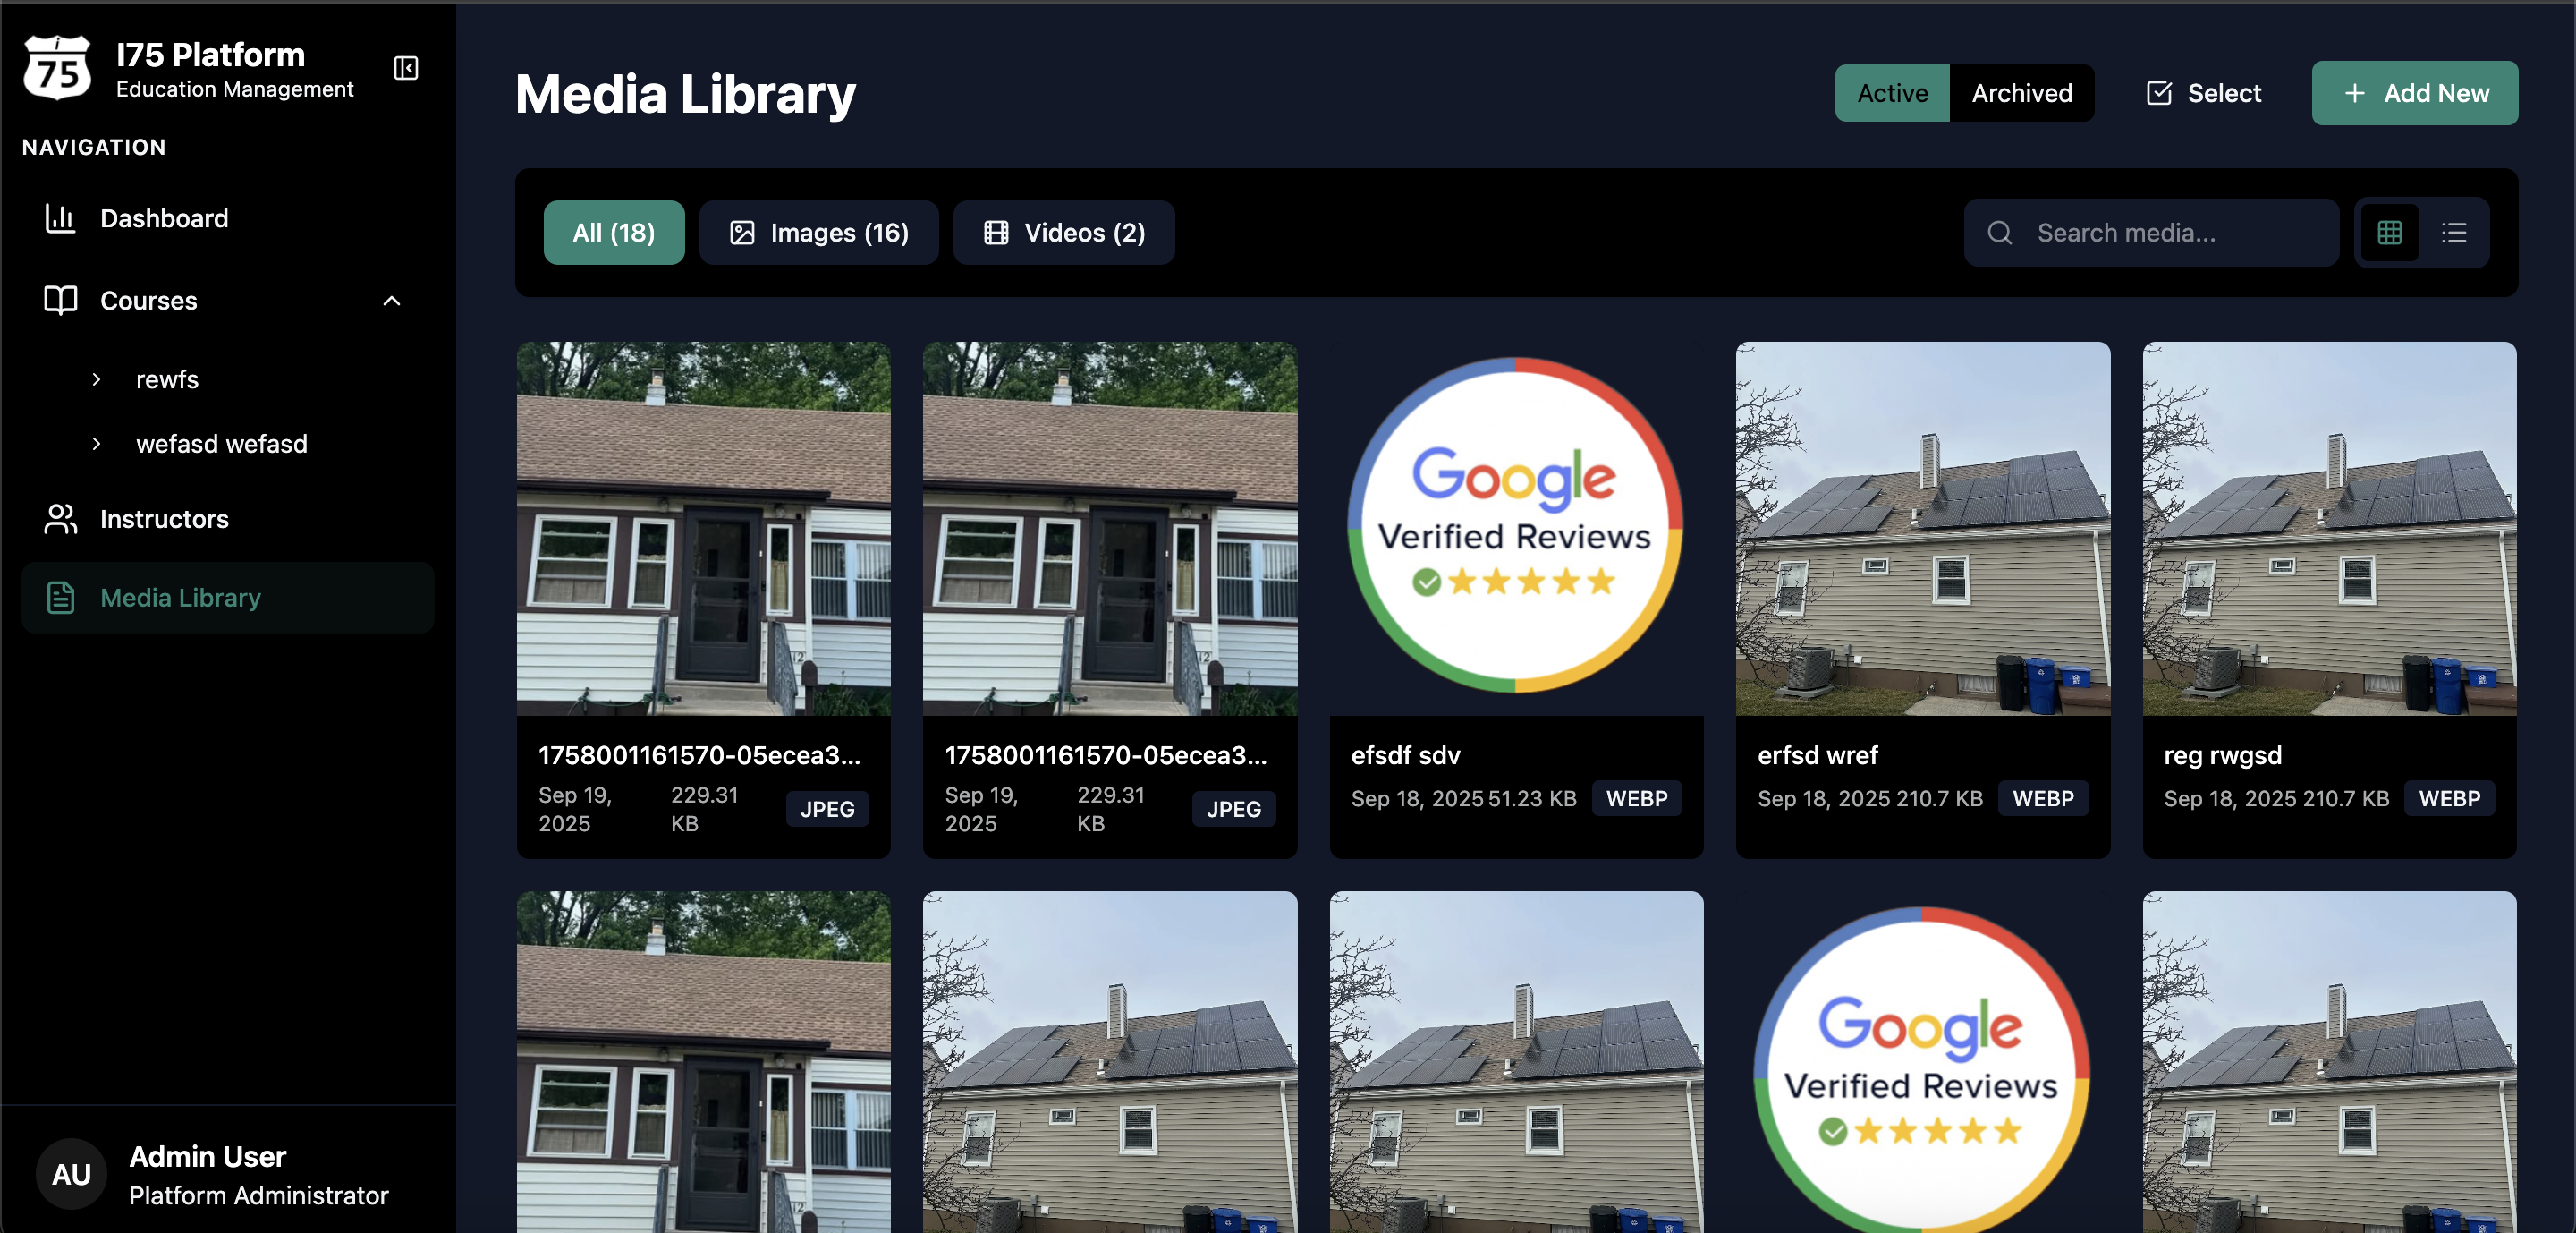 i
75
I75 Platform
Education Management
NAVIGATION
Dashboard
Courses
rewfs
wefasd wefasd
Instructors
Media Library
AU
Admin User
Platform Administrator
Media Library
Active
Archived
Select
+ Add New
All (18)
Images (16)
Videos (2)
Search media...
Google
Verified Reviews
1758001161570-05ecea3...
Sep 19, 2025
229.31 KB
JPEG
1758001161570-05ecea3...
Sep 19, 2025
229.31 KB
JPEG
efsdf sdv
Sep 18, 2025 51.23 KB WEBP
erfsd wref
Sep 18, 2025 210.7 KB WEBP
reg rwgsd
Sep 18, 2025 210.7 KB WEBP
Google
Verified Reviews